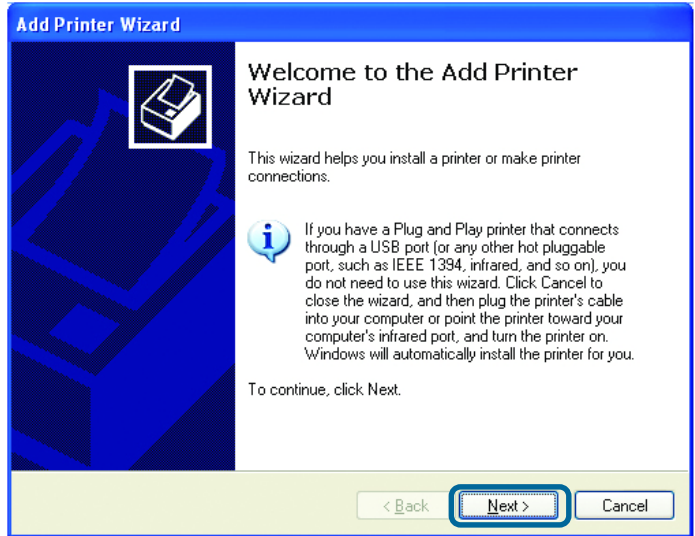 Add Printer Wizard
Welcome to the Add Printer
Wizard
This wizard helps you install a printer or make printer
connections.
If you have a Plug and Play printer that connects
through a USB port (or any other hot pluggable
port, such as IEEE 1394, infrared, and so on), you
do not need to use this wizard. Click Cancel to
close the wizard, and then plug the printer's cable
into your computer or point the printer toward your
computer's infrared port, and turn the printer on.
Windows will automatically install the printer for you.
To continue, click Next.
< Back Next > Cancel